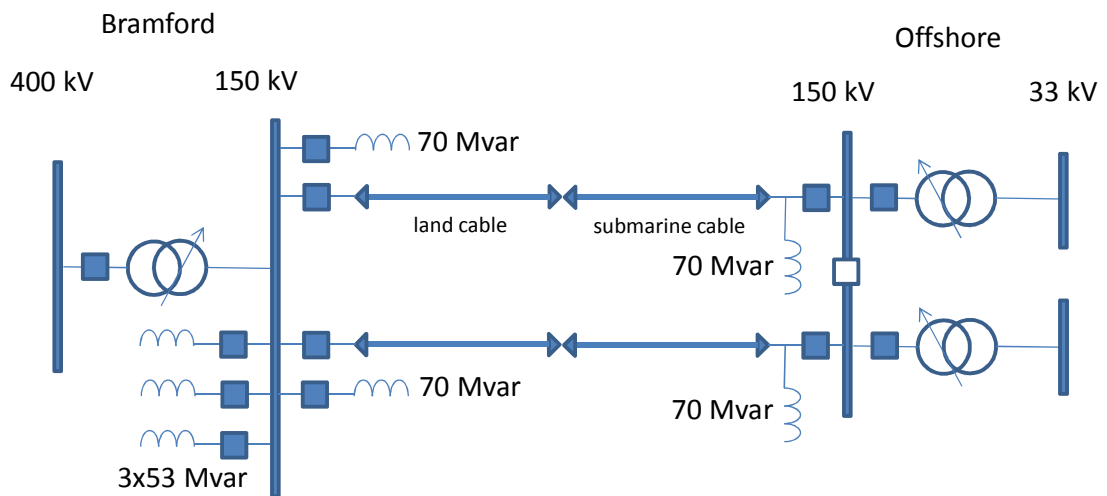 Bramford
Offshore
400 kV
150 kV
150 kV
33 kV
70 Mvar
land cable
submarine cable
70 Mvar
70 Mvar
70 Mvar
3x53 Mvar